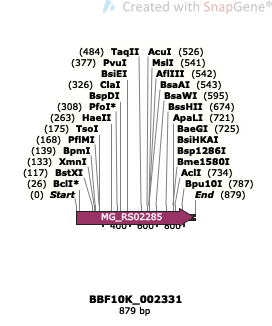 Created with SnapGene®
(484) TaqII AcuI (526)
(377) PvuI MslI (541)
BsiEI AflIII (542)
(326) ClaI BsaAI (543)
BspDI BsaWI (595)
(308) PfoI* BssHII (674)
(263) HaeII ApaLI (721)
(175) TsoI BaeGI (725)
(168) PflMI BsiHKAI
(139) BpmI Bsp1286I
(133) XmnI Bme1580I
(117) BstXI AclI (734)
(26) BclI* Bpu10I (787)
(0) Start End (879)
MG_RS02285
400 600 800
BBF10K_002331
879 bp